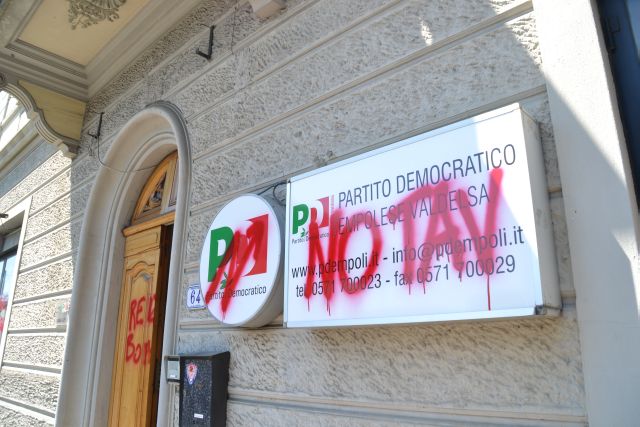 PARTITO DEMOCRATICO
EMPOLESE VALDELSA
PD
Partito Democratico
www.pdempoli.it - info@pdempoli.it
tel. 0571 700023 - fax 0571 700029
NO TAV
PD
Partito Democratico
64